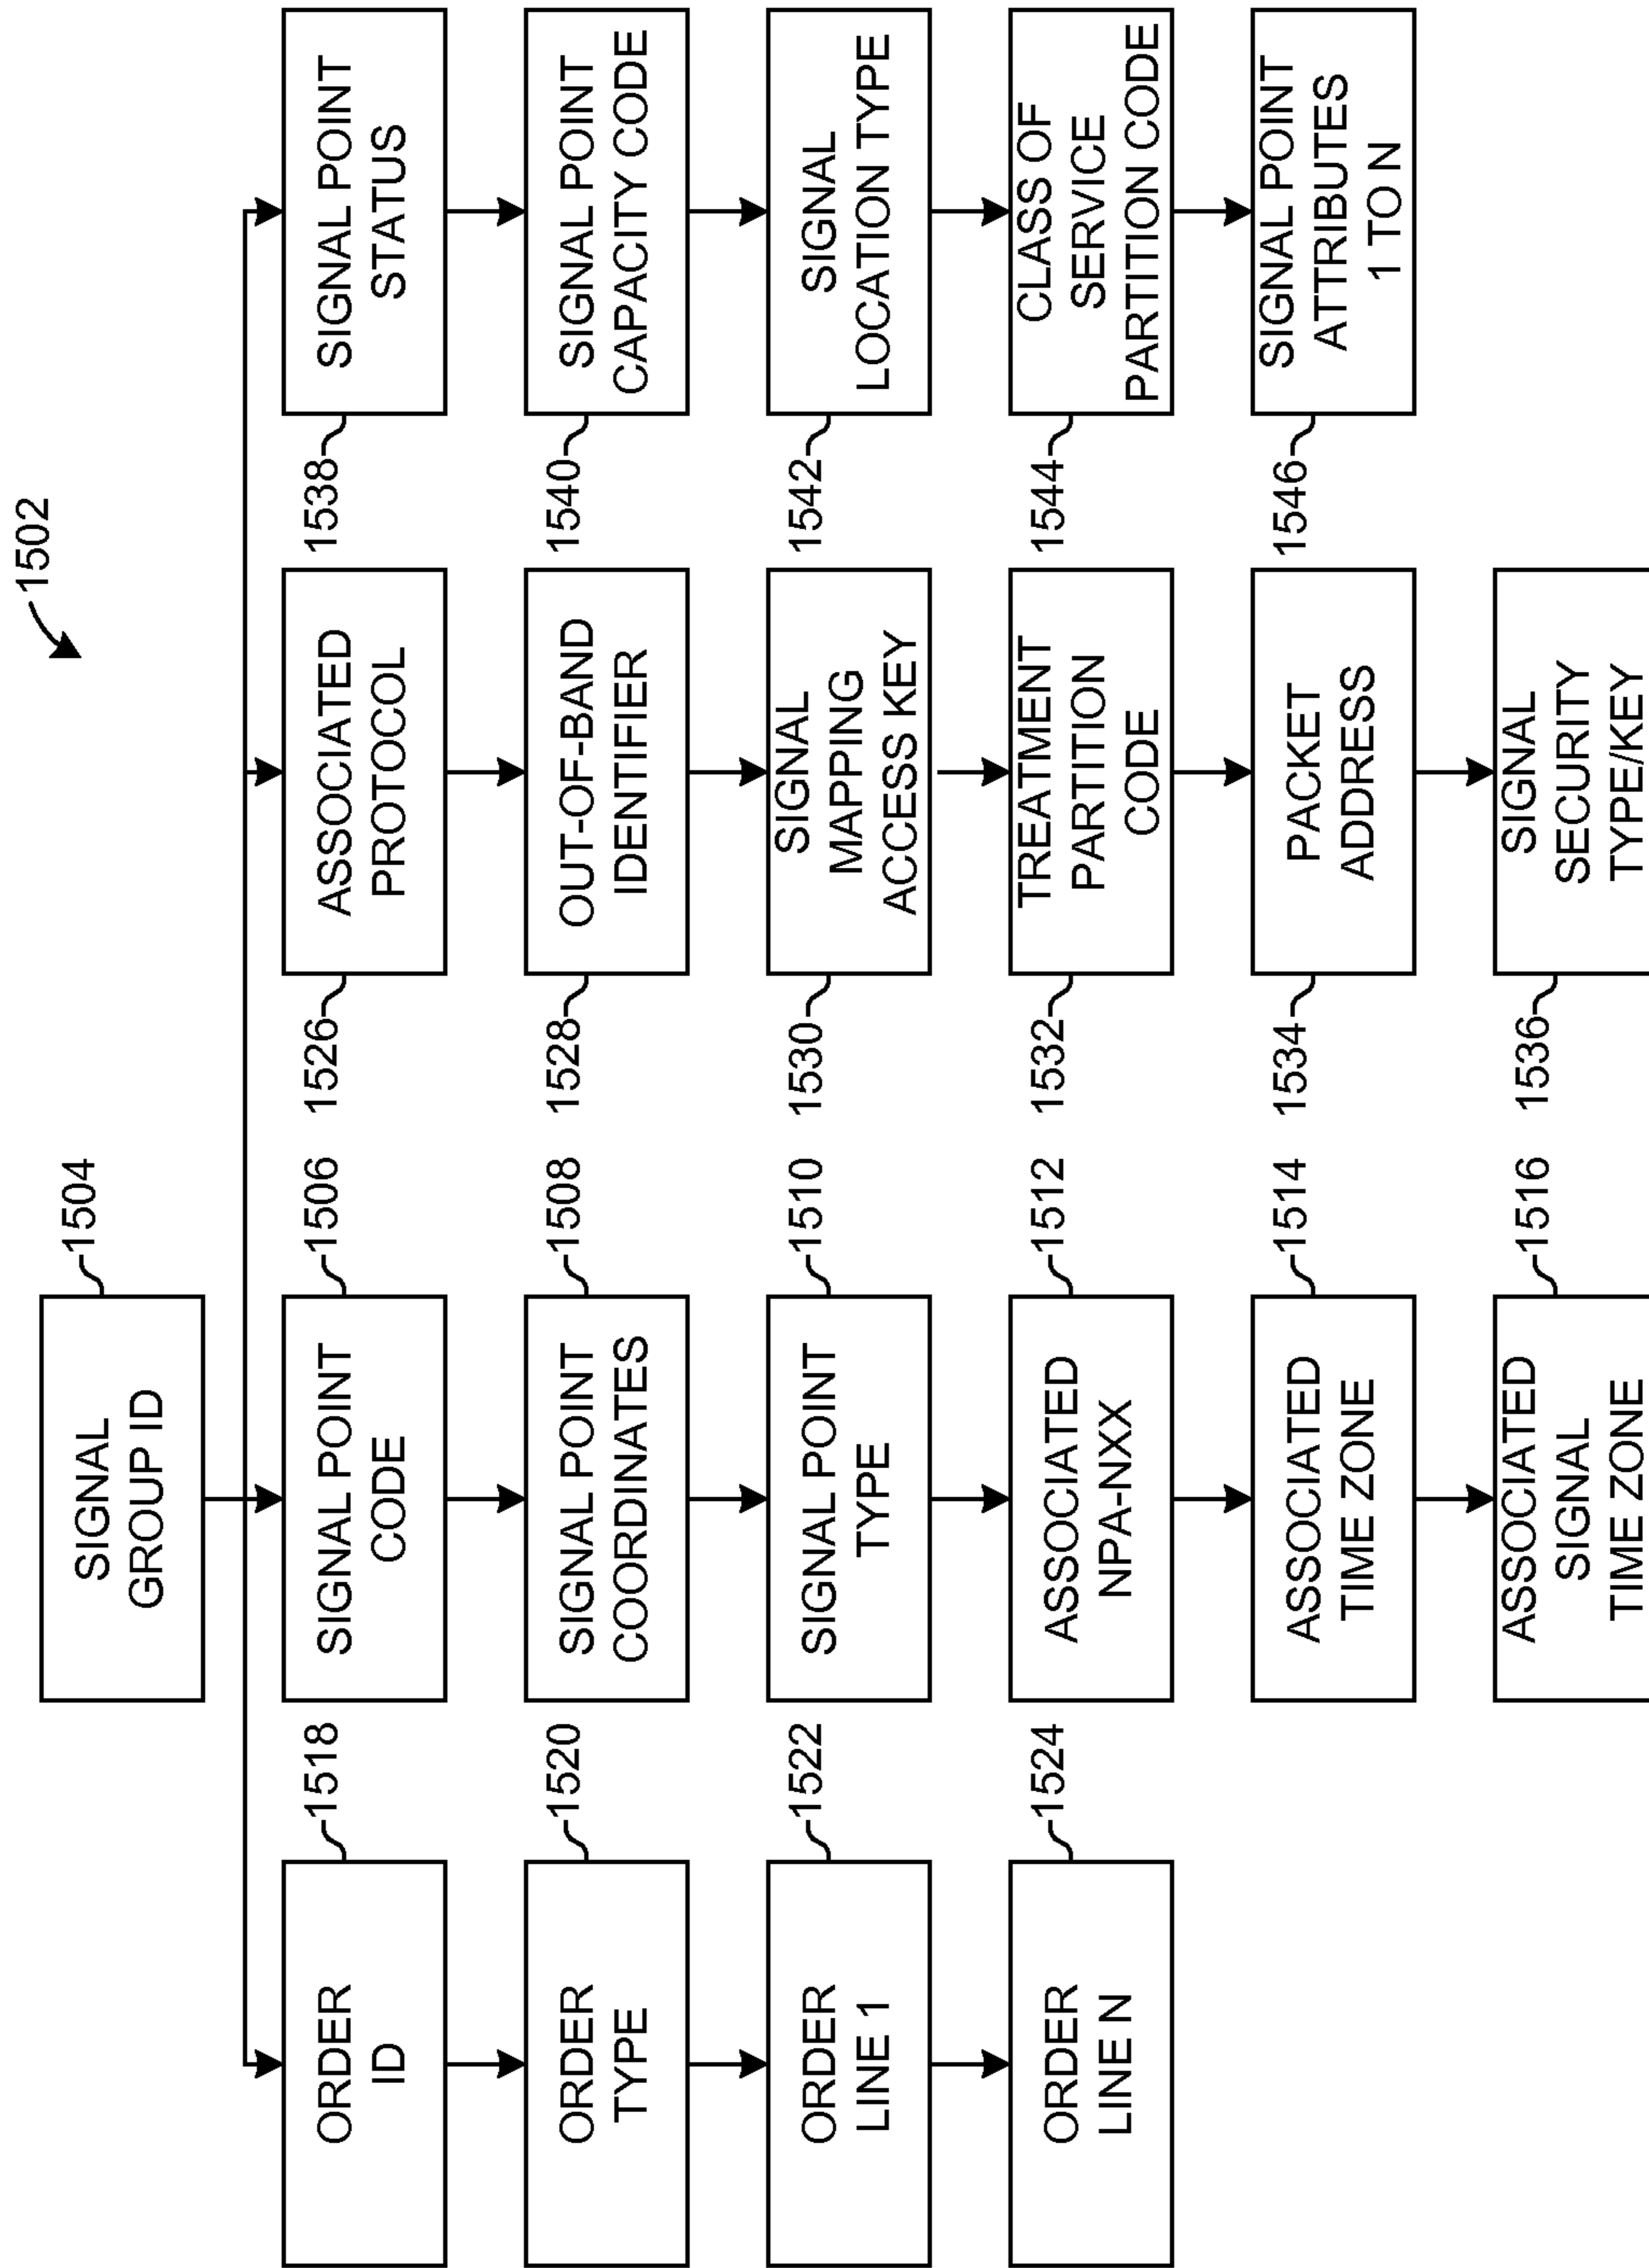 1502
SIGNAL
GROUP ID
1504
ORDER
ID
1518
ORDER
TYPE
1520
ORDER
LINE 1
1522
ORDER
LINE N
1524
SIGNAL POINT
CODE
1506
SIGNAL POINT
COORDINATES
1508
SIGNAL POINT
TYPE
1510
ASSOCIATED
NPA-NXX
1512
ASSOCIATED
TIME ZONE
1514
ASSOCIATED
SIGNAL
TIME ZONE
1516
ASSOCIATED
PROTOCOL
1526
OUT-OF-BAND
IDENTIFIER
1528
SIGNAL
MAPPING
ACCESS KEY
1530
TREATMENT
PARTITION
CODE
1532
PACKET
ADDRESS
1534
SIGNAL
SECURITY
TYPE/KEY
1536
SIGNAL POINT
STATUS
1538
SIGNAL POINT
CAPACITY CODE
1540
SIGNAL
LOCATION TYPE
1542
CLASS OF
SERVICE
PARTITION CODE
1544
SIGNAL POINT
ATTRIBUTES
1 TO N
1546